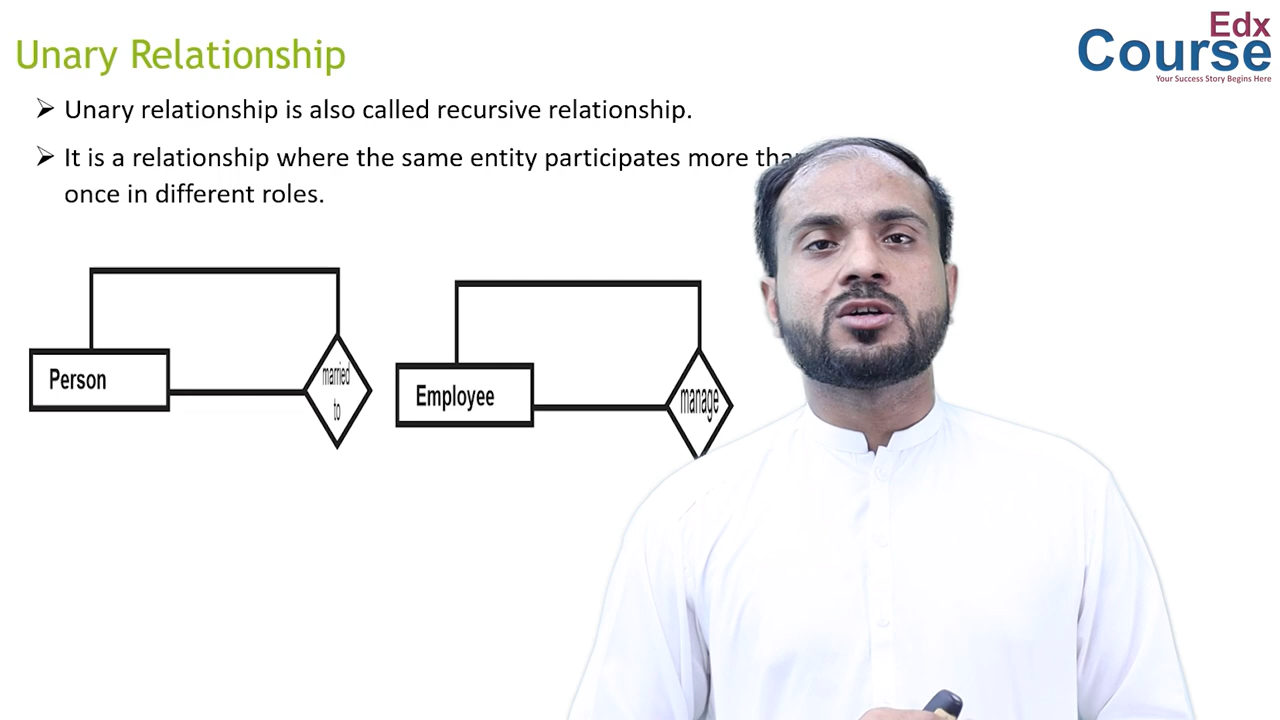 Edx
Course
Your Success Story Begins Here
Unary Relationship
Unary relationship is also called recursive relationship.
It is a relationship where the same entity participates more than
once in different roles.
Person
married
to
Employee
manage